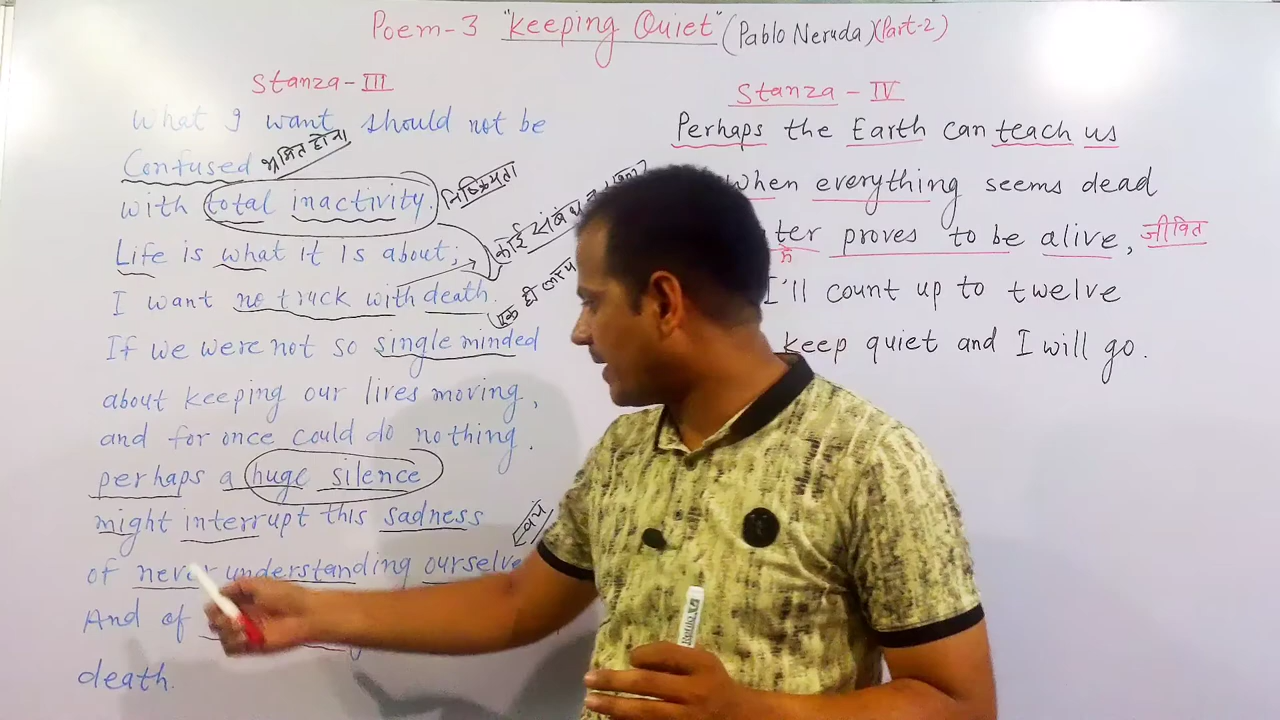 Poem-3 "Keeping Quiet" (Pablo Neruda)(Part-2)
Stanza-III
What I want should not be
Confused भ्रमित होना
with total inactivity. निष्क्रियता
Life is what it is about;
I want no truck with death.
कोई संबंध न
एक ही
If we were not so single minded
about keeping our lives moving,
and for once could do nothing.
perhaps a huge silence
might interrupt this sadness
of never understanding ourselve
स्वयं
And of
death.
Stanza-IV
Perhaps the Earth can teach us
when everything seems dead
ter proves to be alive, जीवित
में
I'll count up to twelve
keep quiet and I will go.